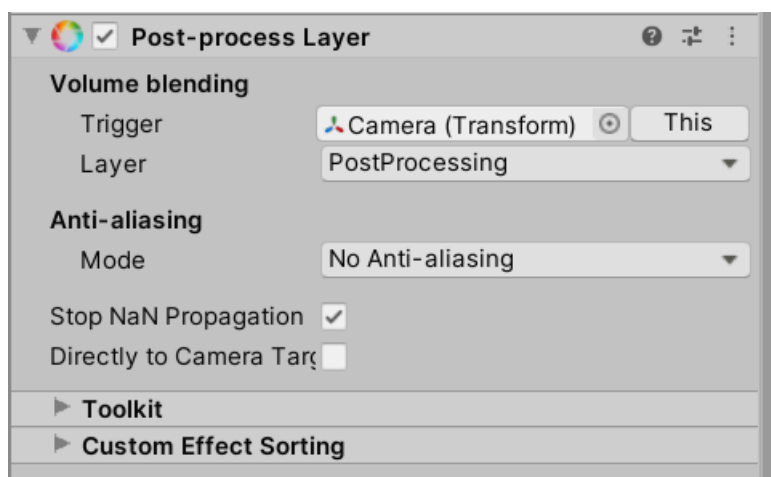 Post-process Layer
Volume blending
Trigger Camera (Transform) This
Layer PostProcessing
Anti-aliasing
Mode No Anti-aliasing
Stop NaN Propagation
Directly to Camera Targ
Toolkit
Custom Effect Sorting